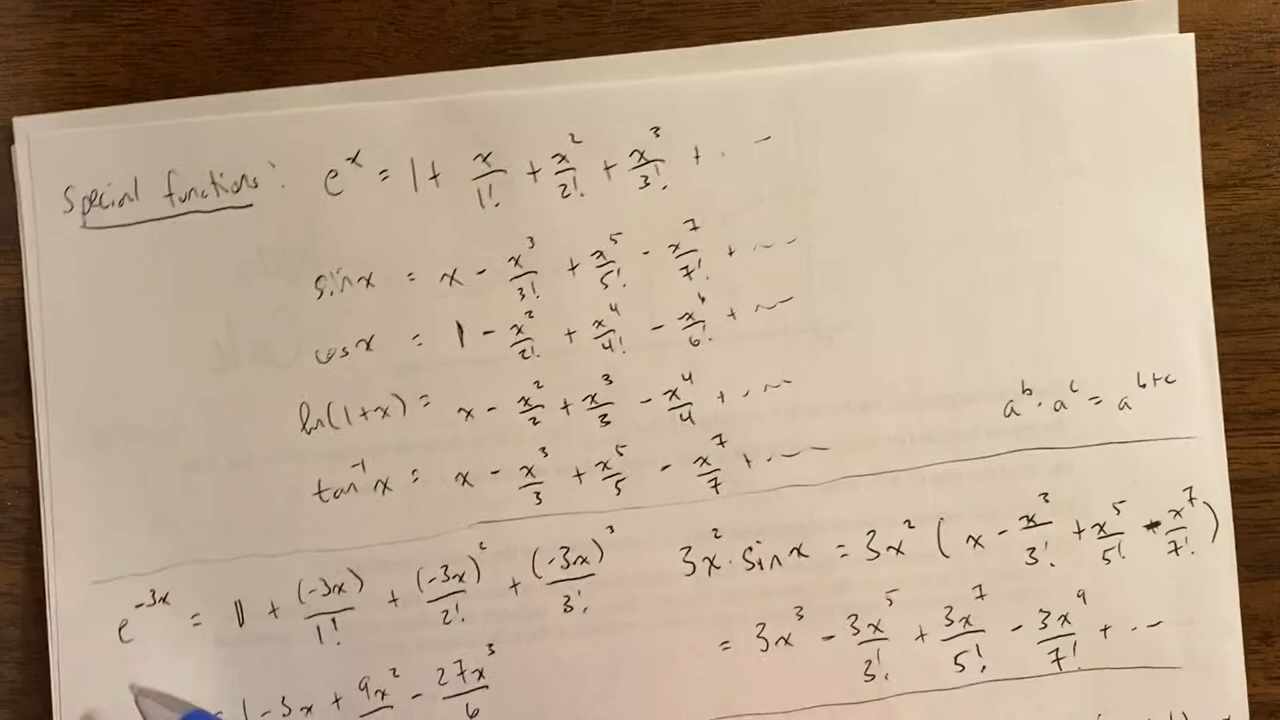 Special functions: e^x = 1 + x/1! + x^2/2! + x^3/3! + ...
sin x = x - x^3/3! + x^5/5! - x^7/7! + ...
cos x = 1 - x^2/2! + x^4/4! - x^6/6! + ...
ln(1+x) = x - x^2/2 + x^3/3 - x^4/4 + ...
a^b · a^c = a^{b+c}
tan^{-1} x = x - x^3/3 + x^5/5 - x^7/7 + ...
e^{-3x} = 1 + (-3x)/1! + (-3x)^2/2! + (-3x)^3/3!
= 1 - 3x + 9x^2/ - 27x^3/6
3x^2 · sin x = 3x^2 (x - x^3/3! + x^5/5! - x^7/7!)
= 3x^3 - 3x^5/3! + 3x^7/5! - 3x^9/7! + ...